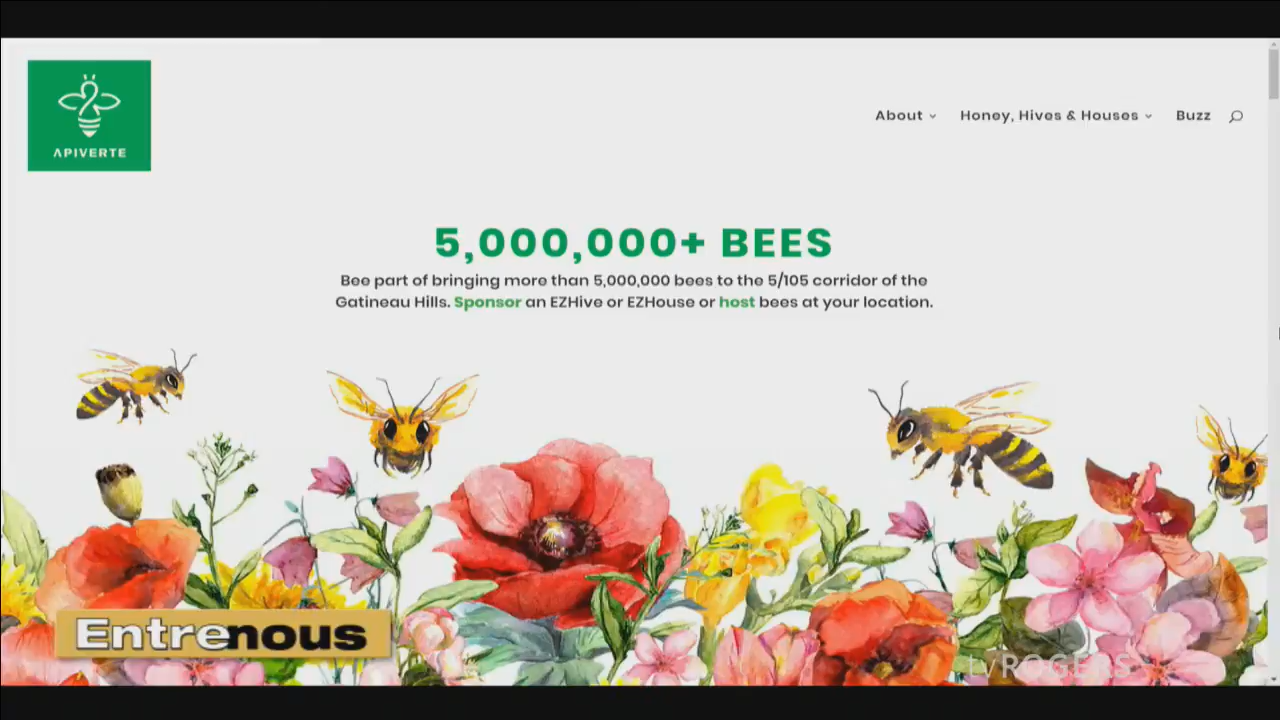 APIVERTE
About
Honey, Hives & Houses
Buzz
5,000,000+ BEES
Bee part of bringing more than 5,000,000 bees to the 5/105 corridor of the
Gatineau Hills. Sponsor an EZHive or EZHouse or host bees at your location.
Entrenous
tvROGERS